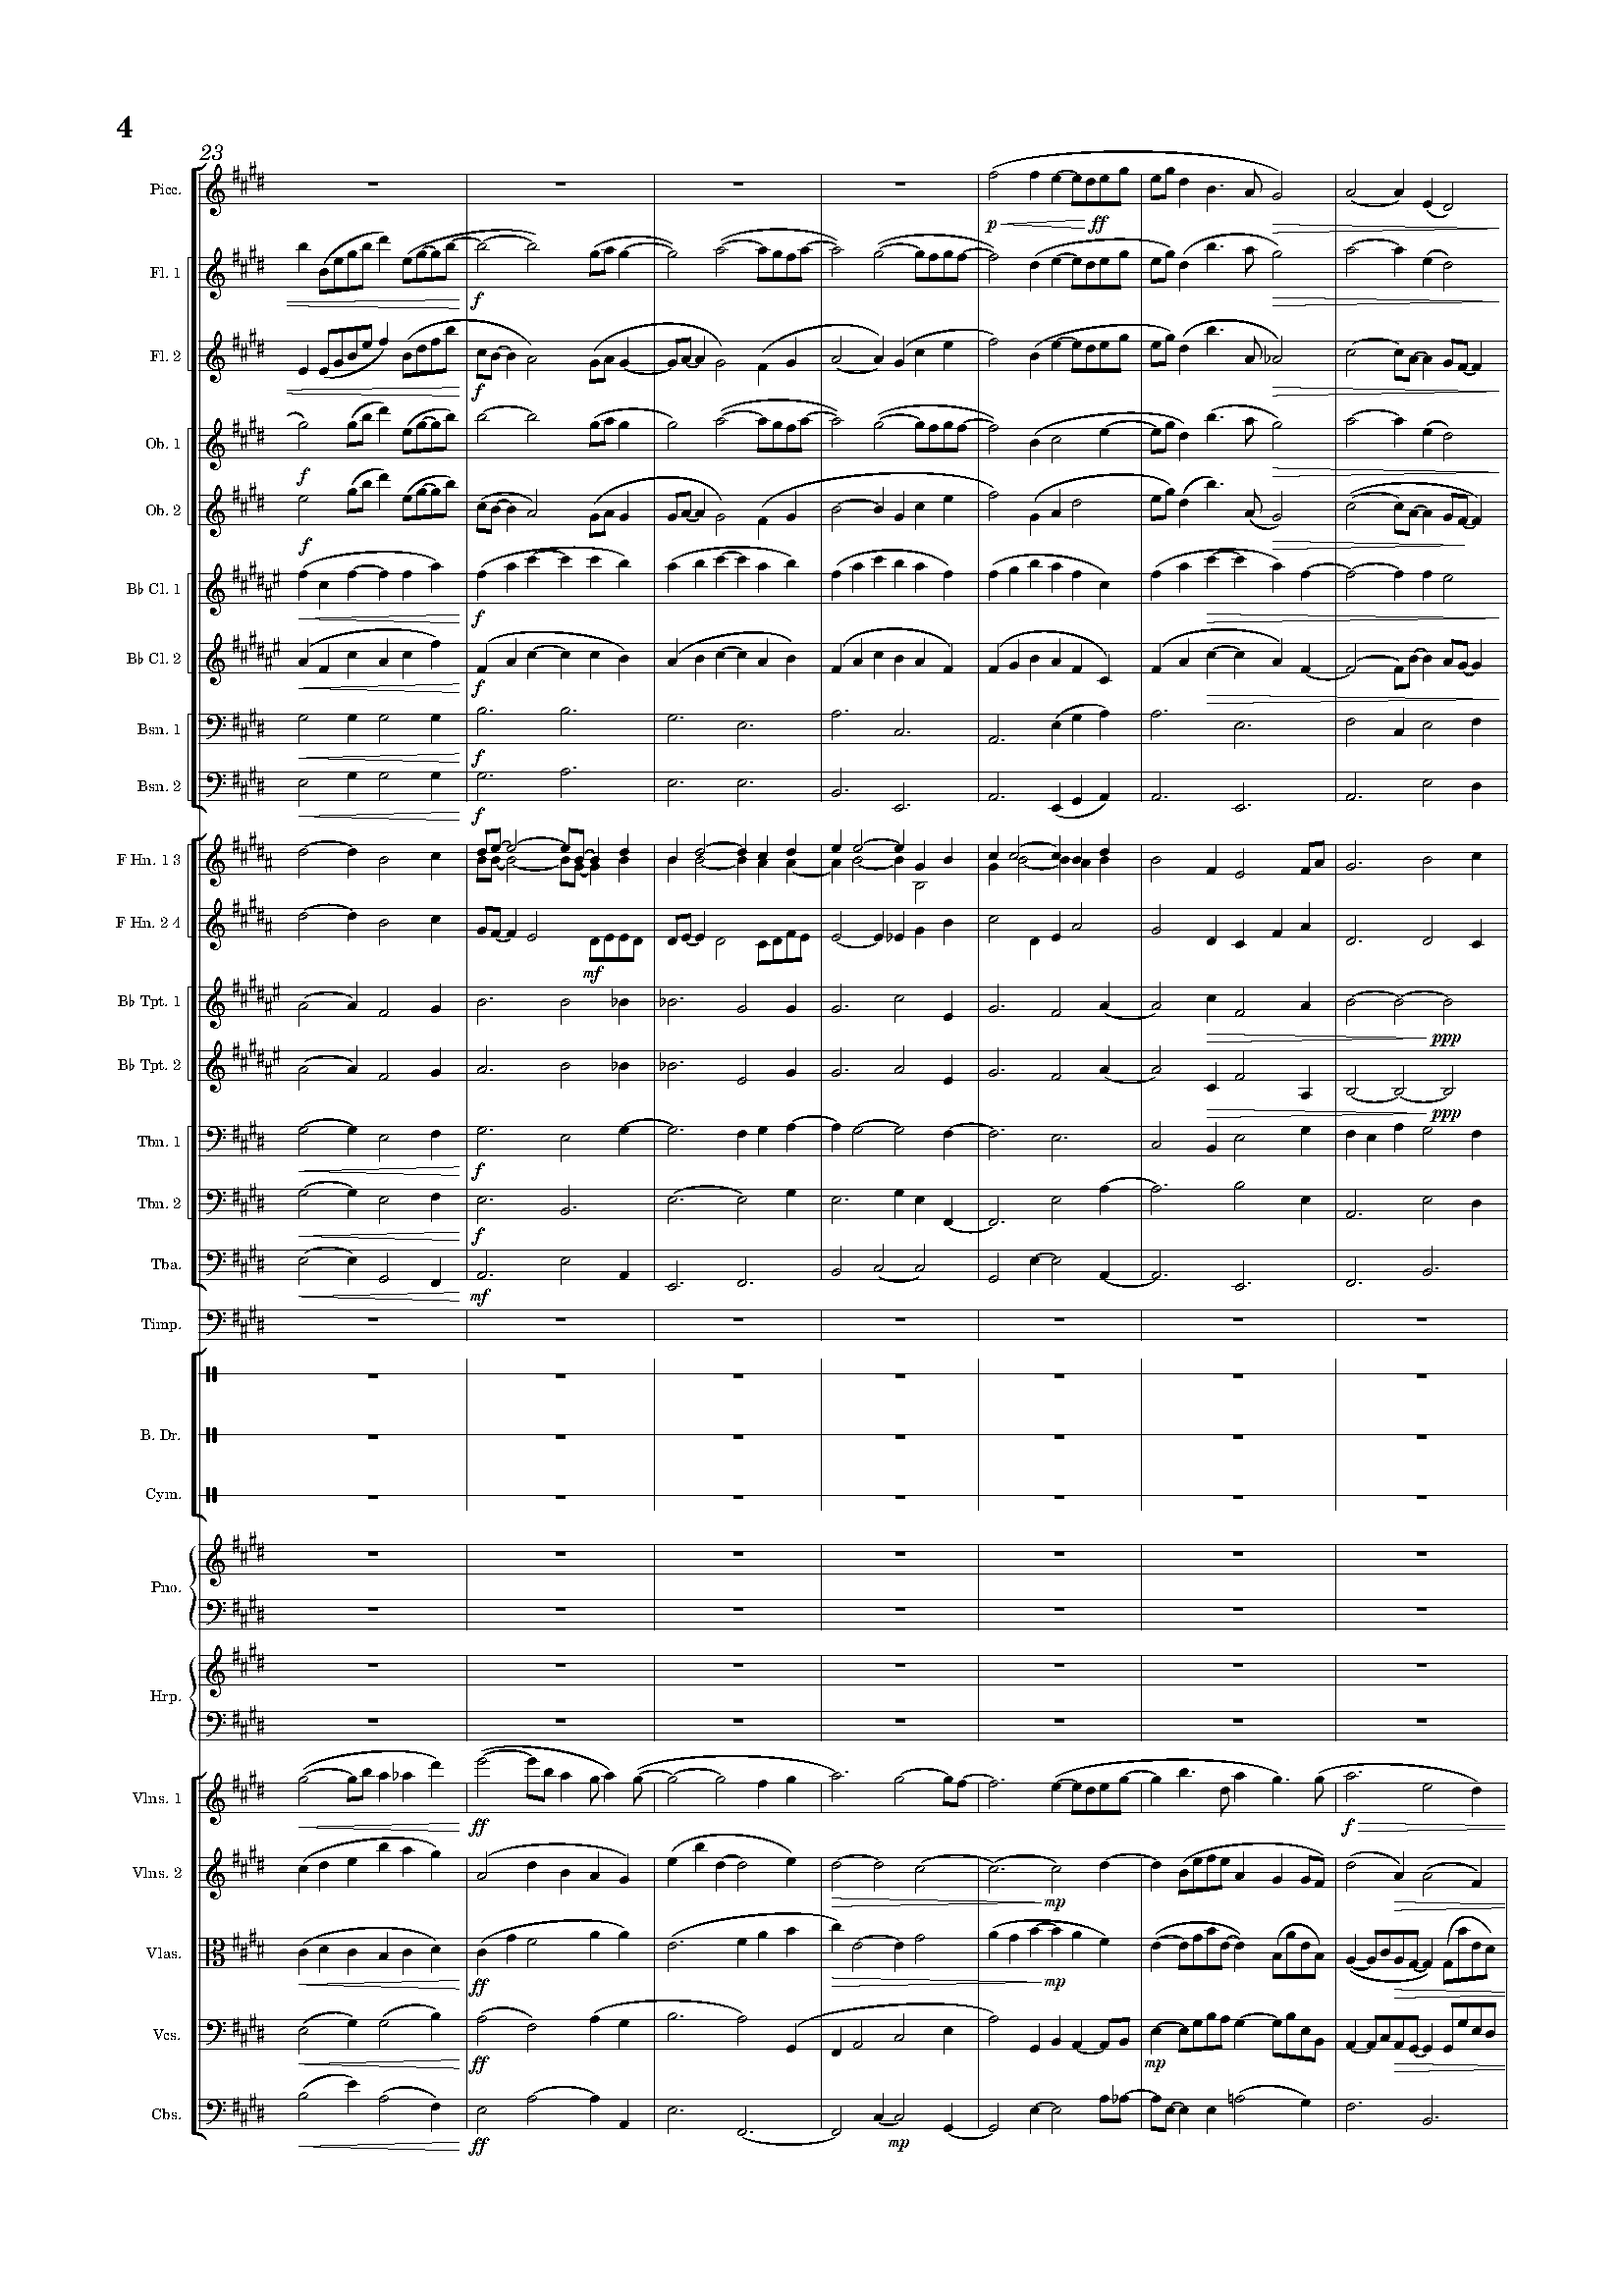 4
23
Picc.
p ff
Fl. 1
f
Fl. 2
f
Ob. 1
f
Ob. 2
f
B♭ Cl. 1
f
B♭ Cl. 2
f
Bsn. 1
f
Bsn. 2
f
F Hn. 1 3
F Hn. 2 4
mf
B♭ Tpt. 1
ppp
B♭ Tpt. 2
ppp
Tbn. 1
f
Tbn. 2
f
Tba.
mf
Timp.
B. Dr.
Cym.
Pno.
Hrp.
Vlns. 1
ff f
Vlns. 2
mp
Vlas.
ff mp
Vcs.
ff mp
Cbs.
ff mp